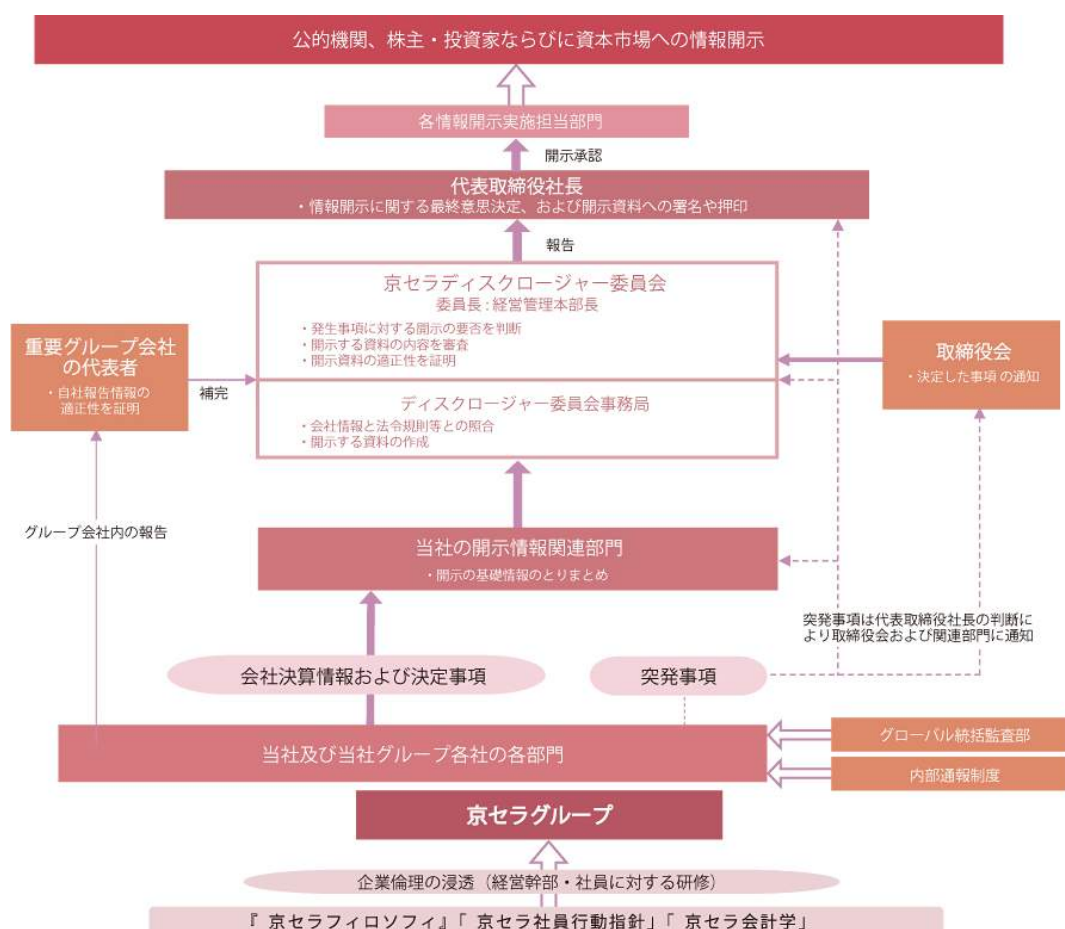 公的機関、株主・投資家ならびに資本市場への情報開示
各情報開示実施担当部門
開示承認
代表取締役社長
・情報開示に関する最終意思決定、および開示資料への署名や押印
報告
京セラディスクロージャー委員会
委員長:経営管理本部長
・発生事項に対する開示の要否を判断
・開示する資料の内容を審査
・開示資料の適正性を証明
重要グループ会社
の代表者
・自社報告情報の
適正性を証明
補完
取締役会
・決定した事項 の通知
ディスクロージャー委員会事務局
・会社情報と法令規則等との照合
・開示する資料の作成
グループ会社内の報告
当社の開示情報関連部門
・開示の基礎情報のとりまとめ
突発事項は代表取締役社長の判断に
より取締役会および関連部門に通知
会社決算情報および決定事項
突発事項
当社及び当社グループ各社の各部門
グローバル統括監査部
内部通報制度
京セラグループ
企業倫理の浸透(経営幹部・社員に対する研修)
『 京セラフィロソフィ』「 京セラ社員行動指針」「 京セラ会計学」